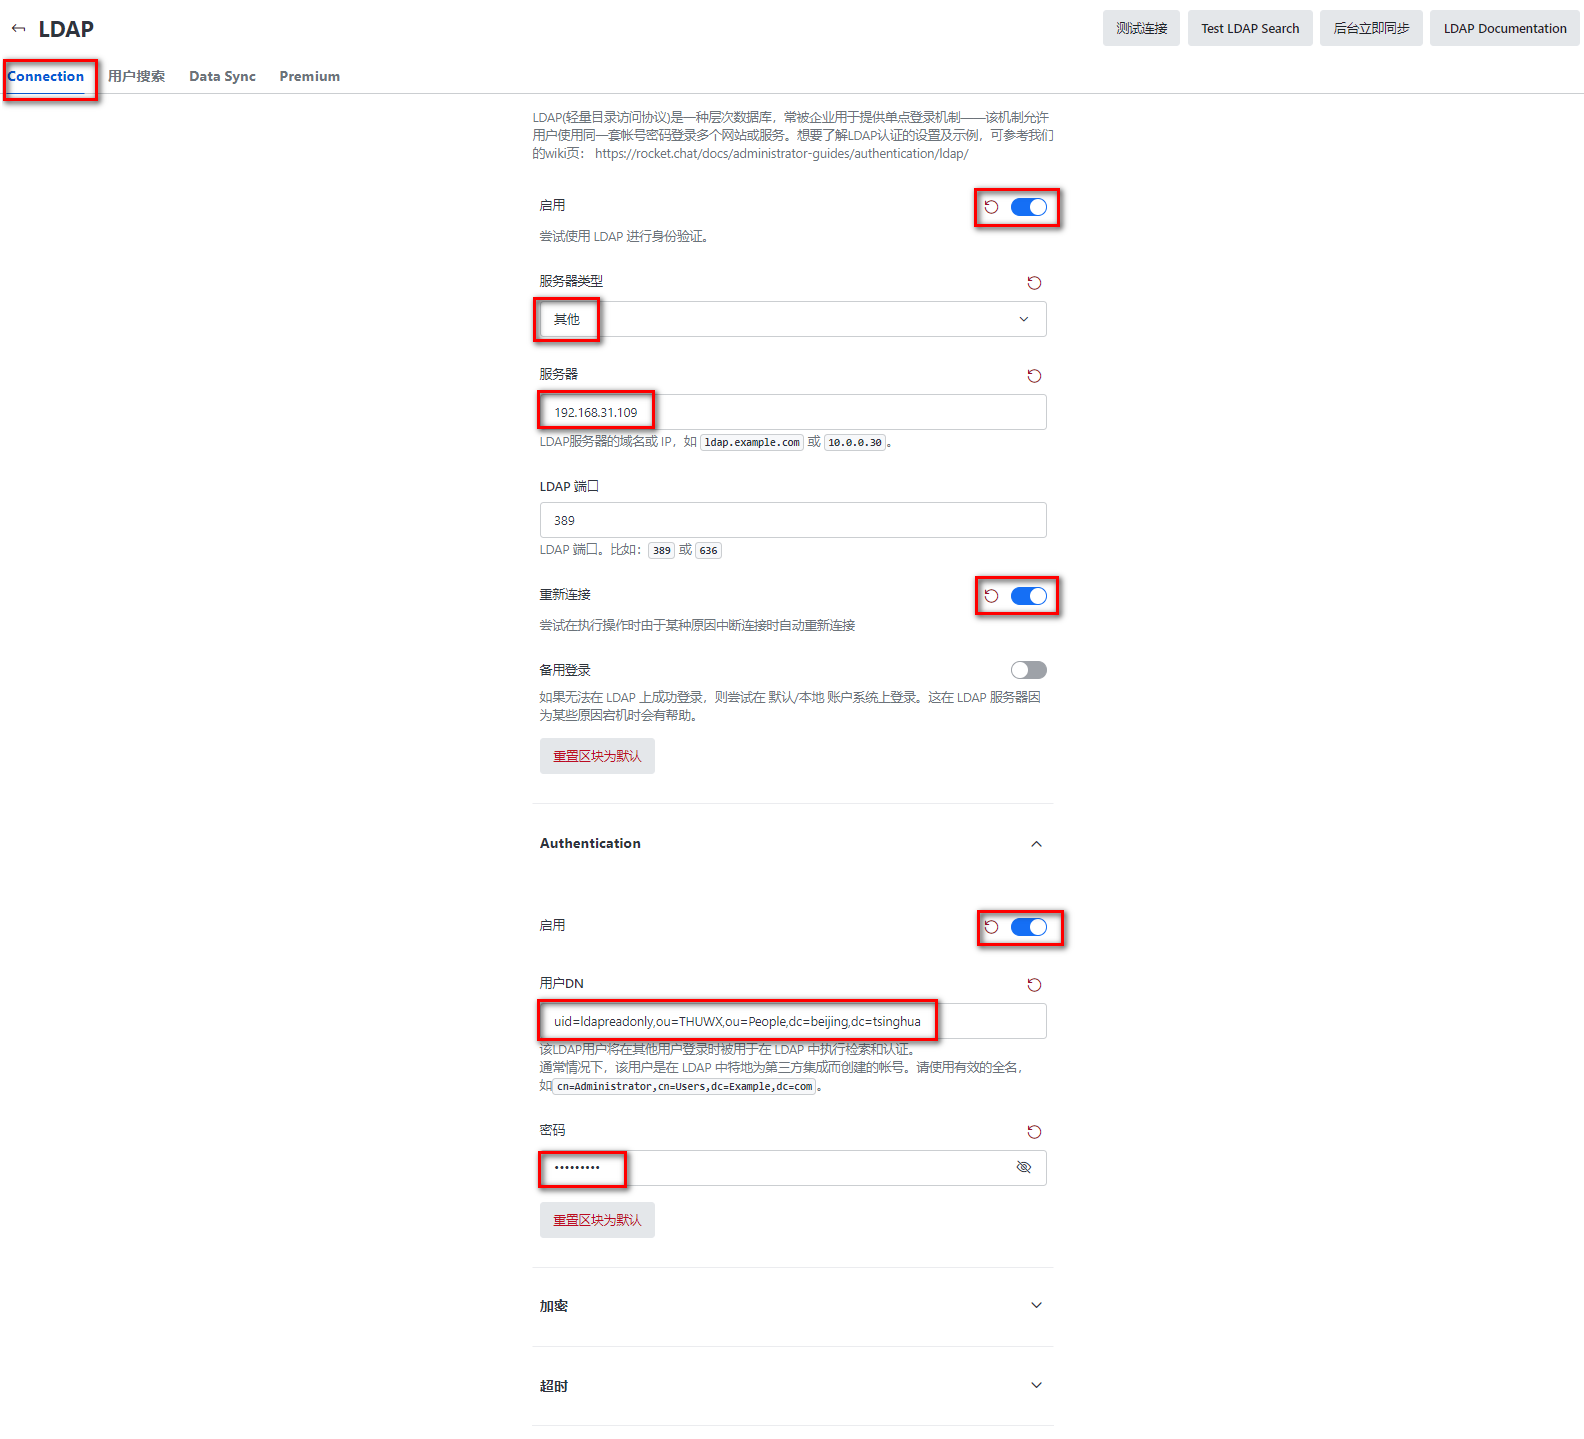 LDAP
测试连接
Test LDAP Search
后台立即同步
LDAP Documentation
Connection
用户搜索
Data Sync
Premium
LDAP(轻量目录访问协议)是一种层次数据库，常被企业用于提供单点登录机制——该机制允许
用户使用同一套帐号密码登录多个网站或服务。想要了解LDAP认证的设置及示例，可参考我们
的wiki页： https://rocket.chat/docs/administrator-guides/authentication/ldap/
启用
尝试使用 LDAP 进行身份验证。
服务器类型
其他
服务器
192.168.31.109
LDAP服务器的域名或 IP，如 ldap.example.com 或 10.0.0.30 。
LDAP 端口
389
LDAP 端口。比如： 389 或 636
重新连接
尝试在执行操作时由于某种原因中断连接时自动重新连接
备用登录
如果无法在 LDAP 上成功登录，则尝试在 默认/本地 账户系统上登录。这在 LDAP 服务器因
为某些原因宕机时会有帮助。
重置区块为默认
Authentication
启用
用户DN
uid=ldapreadonly,ou=THUWX,ou=People,dc=beijing,dc=tsinghua
该LDAP用户将在其他用户登录时被用于在 LDAP 中执行检索和认证。
通常情况下，该用户是在 LDAP 中特地为第三方集成而创建的帐号。请使用有效的全名，
如 cn=Administrator,cn=Users,dc=Example,dc=com 。
密码
•••••••••
重置区块为默认
加密
超时